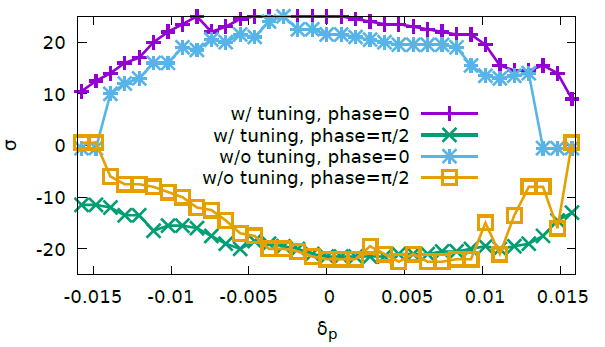 20
10
0
-10
-20
σ
w/ tuning, phase=0
w/ tuning, phase=π/2
w/o tuning, phase=0
w/o tuning, phase=π/2
-0.015 -0.01 -0.005 0 0.005 0.01 0.015
δp